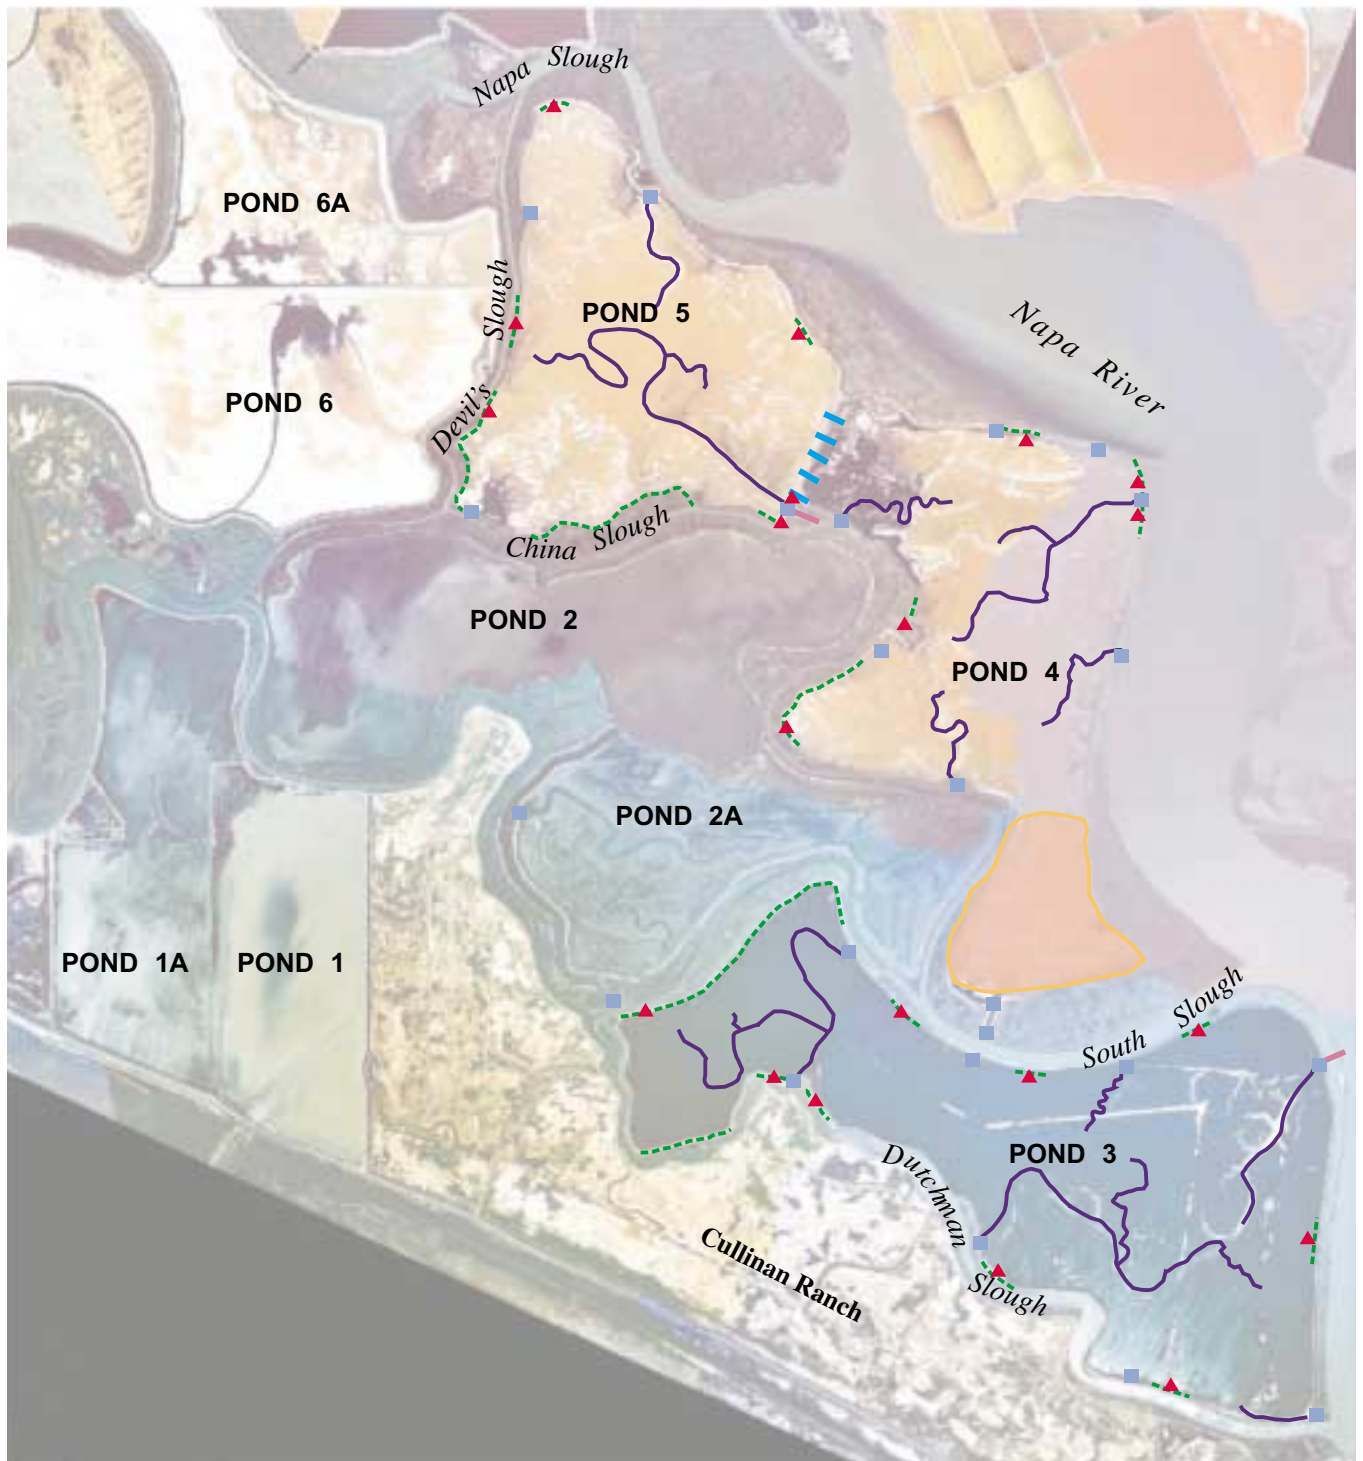 Napa Slough
POND 6A
Devil's Slough
POND 5
Napa River
POND 6
China Slough
POND 2
POND 4
POND 2A
POND 1A
POND 1
South Slough
POND 3
Dutchman Slough
Cullinan Ranch